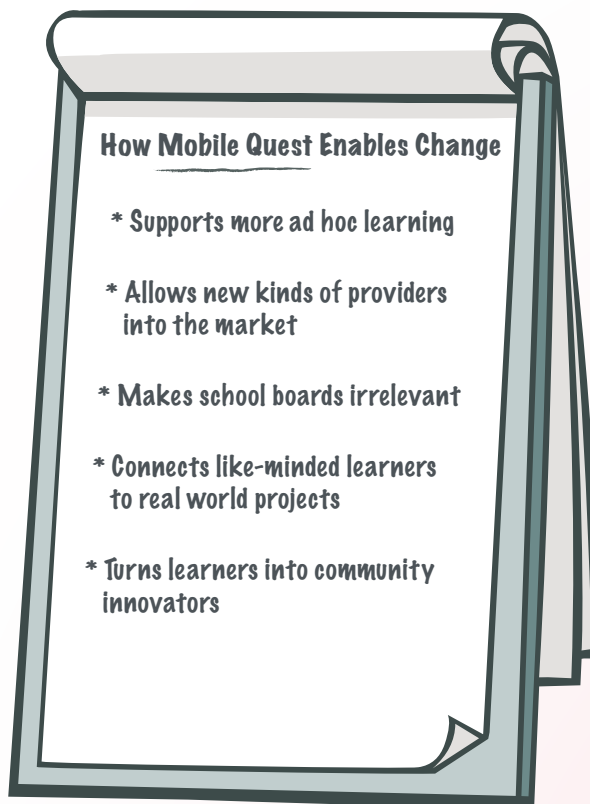 How Mobile Quest Enables Change
* Supports more ad hoc learning
* Allows new kinds of providers
into the market
* Makes school boards irrelevant
* Connects like-minded learners
to real world projects
* Turns learners into community
innovators